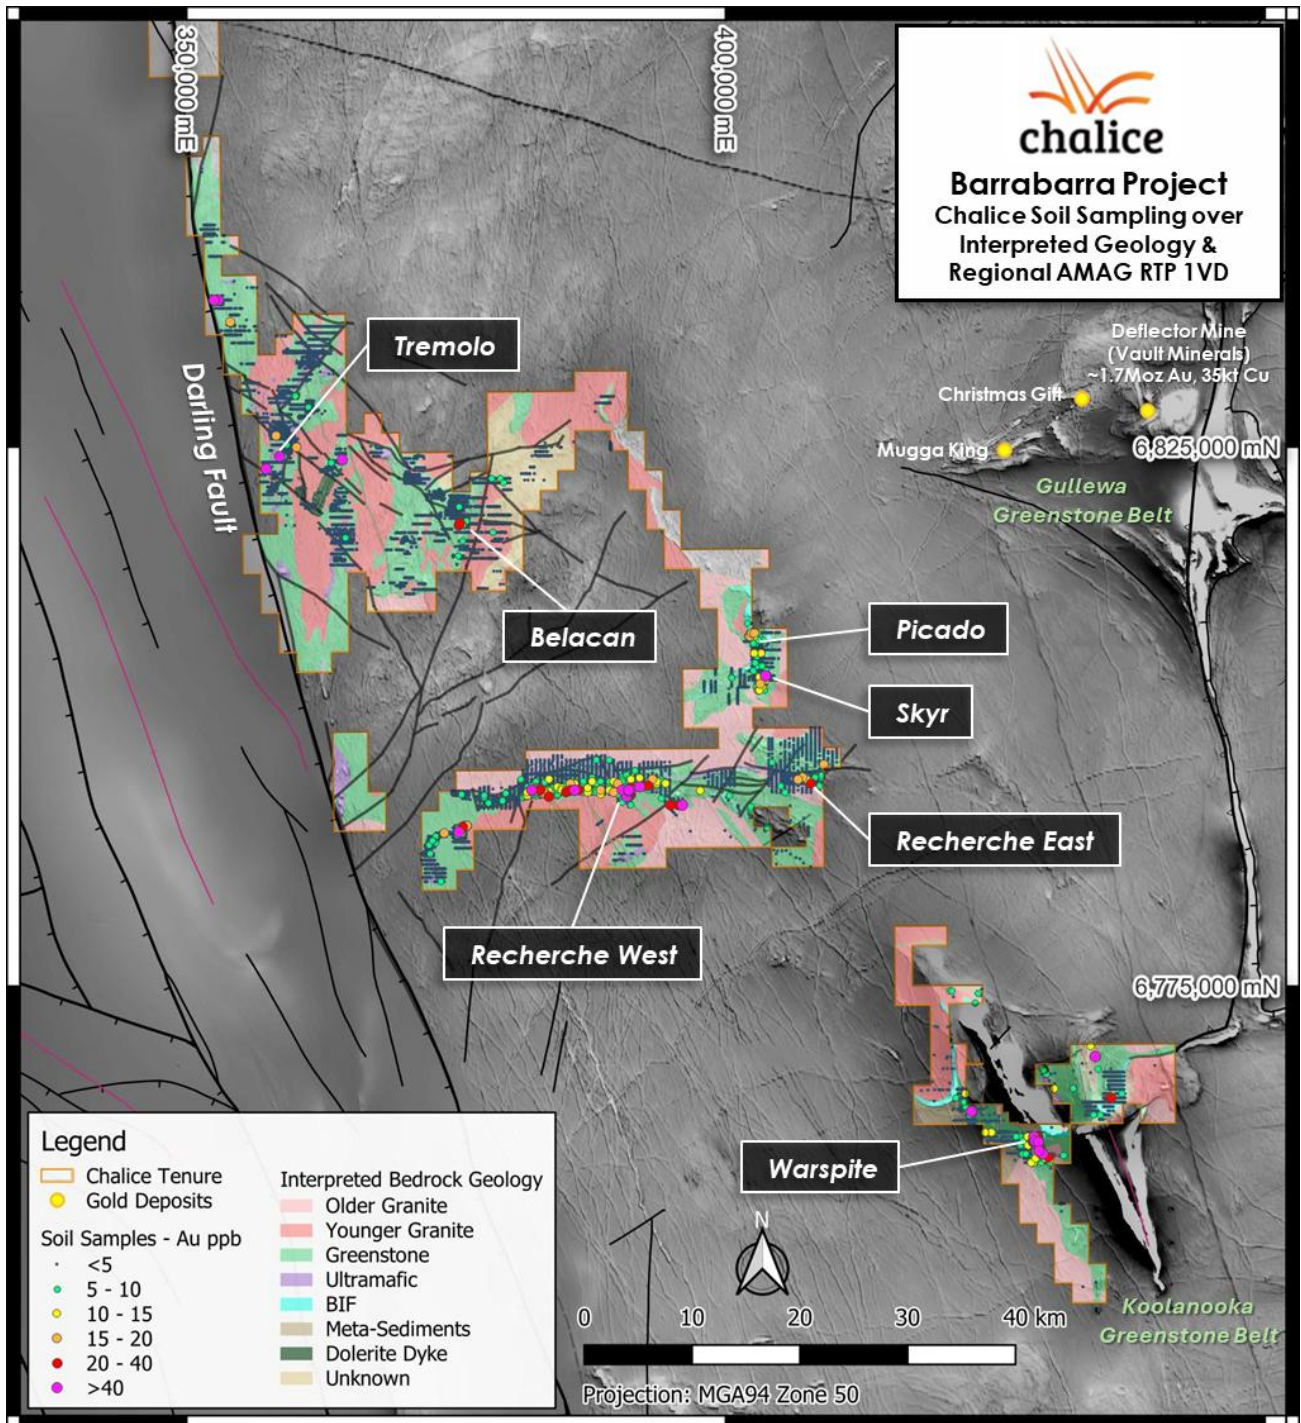 350,000 mE
400,000 mE
chalice
Barrabarra Project
Chalice Soil Sampling over
Interpreted Geology &
Regional AMAG RTP 1VD
Deflector Mine
(Vault Minerals)
~1.7Moz Au, 35kt Cu
Christmas Gift
Mugga King
6,825,000 mN
Gullewa
Greenstone Belt
Tremolo
Darling Fault
Belacan
Picado
Skyr
Recherche East
Recherche West
6,775,000 mN
Warspite
Koolanooka
Greenstone Belt
Legend
Chalice Tenure
Gold Deposits
Soil Samples - Au ppb
<5
5 - 10
10 - 15
15 - 20
20 - 40
>40
Interpreted Bedrock Geology
Older Granite
Younger Granite
Greenstone
Ultramafic
BIF
Meta-Sediments
Dolerite Dyke
Unknown
N
0 10 20 30 40 km
Projection: MGA94 Zone 50